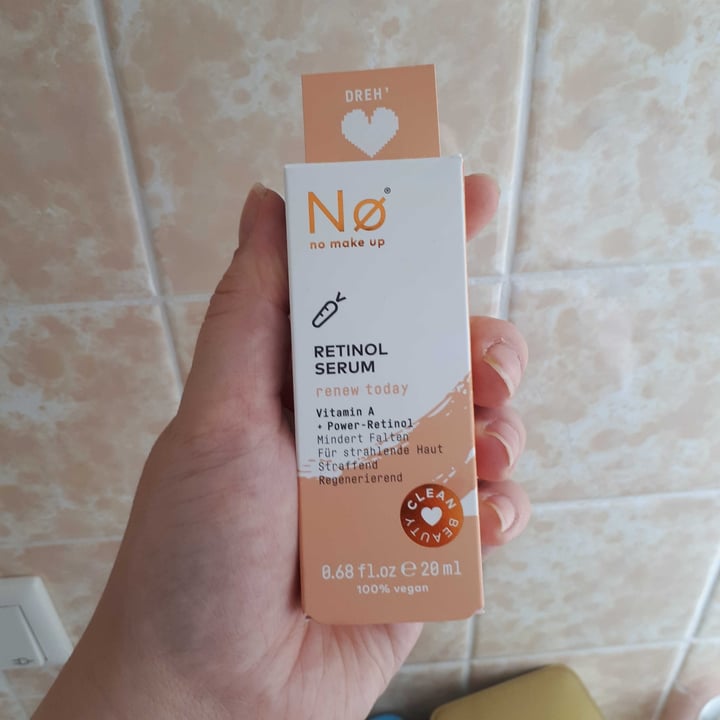 DREH'
Nø®
no make up
RETINOL
SERUM
renew today
Vitamin A
+ Power-Retinol
Mindert Falten
Für strahlende Haut
Straffend
Regenerierend
CLEAN BEAUTY
0.68 fl.oz ℮ 20 ml
100% vegan